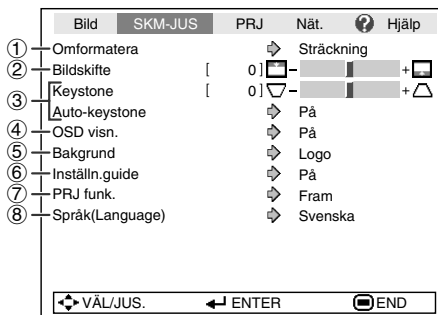 Bild SKM-JUS PRJ Nät. ? Hjälp
① Omformatera Sträckning
② Bildskifte [ 0 ] - +
③ Keystone [ 0 ] - +
Auto-keystone På
④ OSD visn. På
⑤ Bakgrund Logo
⑥ Inställn.guide På
⑦ PRJ funk. Fram
⑧ Språk(Language) Svenska
VÄL/JUS. ENTER END